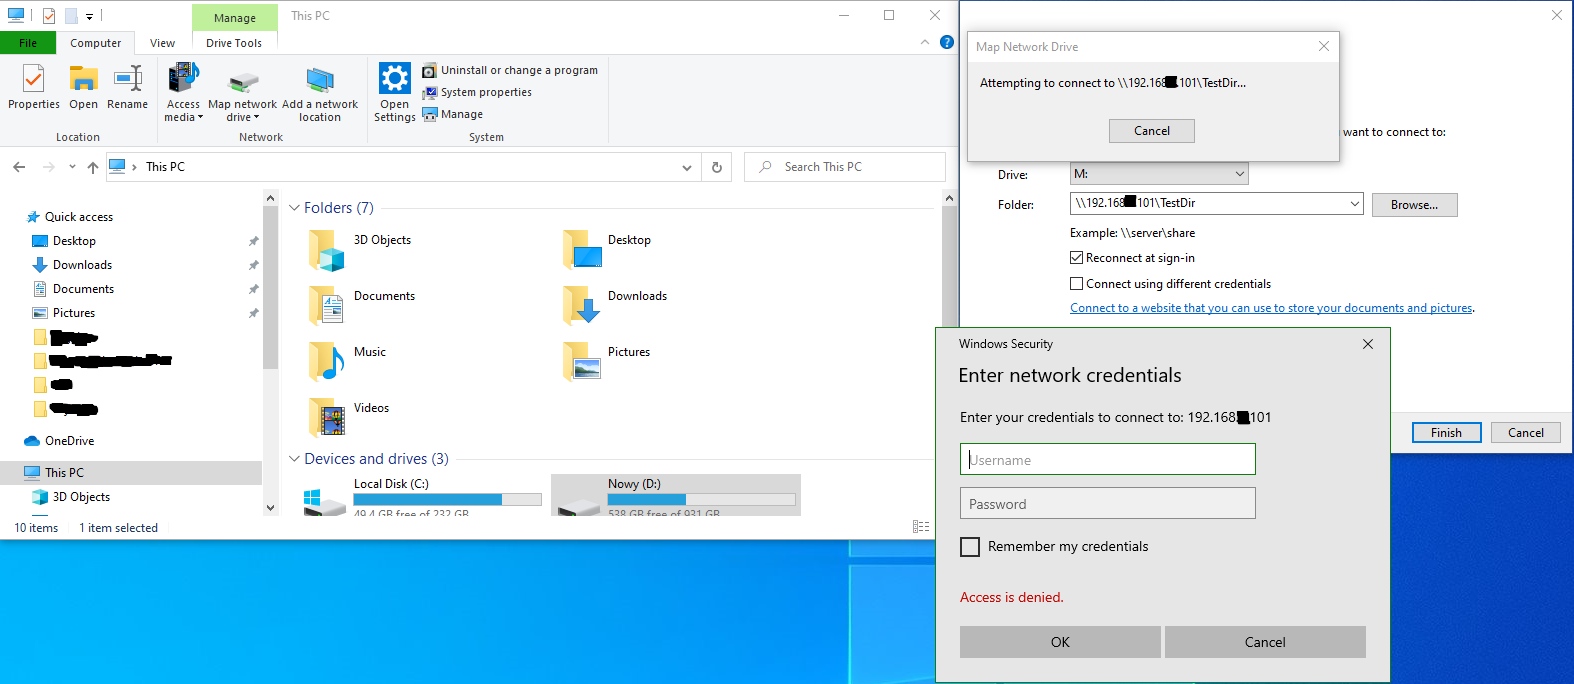 Manage
This PC
File
Computer
View
Drive Tools
Properties
Open
Rename
Access media
Map network drive
Add a network location
Open Settings
Uninstall or change a program
System properties
Manage
Location
Network
System
This PC
Search This PC
Quick access
Desktop
Downloads
Documents
Pictures
OneDrive
This PC
3D Objects
Folders (7)
3D Objects
Desktop
Documents
Downloads
Music
Pictures
Videos
Devices and drives (3)
Local Disk (C:)
49.4 GB free of 232 GB
Nowy (D:)
538 GB free of 931 GB
10 items
1 item selected
Map Network Drive
Attempting to connect to \\192.168 101\TestDir...
Cancel
want to connect to:
Drive:
M:
Folder:
\\192.168 101\TestDir
Browse...
Example: \\server\share
Reconnect at sign-in
Connect using different credentials
Connect to a website that you can use to store your documents and pictures.
Finish
Cancel
Windows Security
Enter network credentials
Enter your credentials to connect to: 192.168 101
Username
Password
Remember my credentials
Access is denied.
OK
Cancel